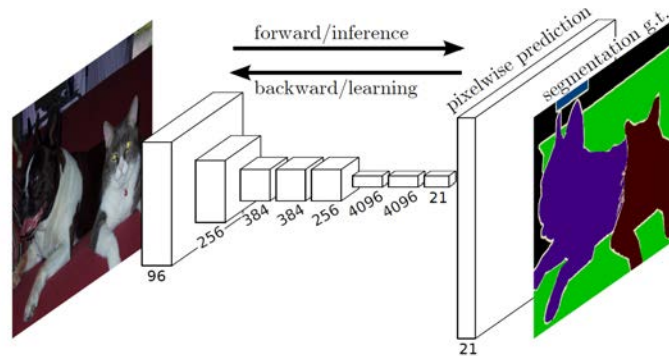 forward/inference
backward/learning
pixelwise prediction
segmentation g.t.
96
256
384
384
256
4096
4096
21
21